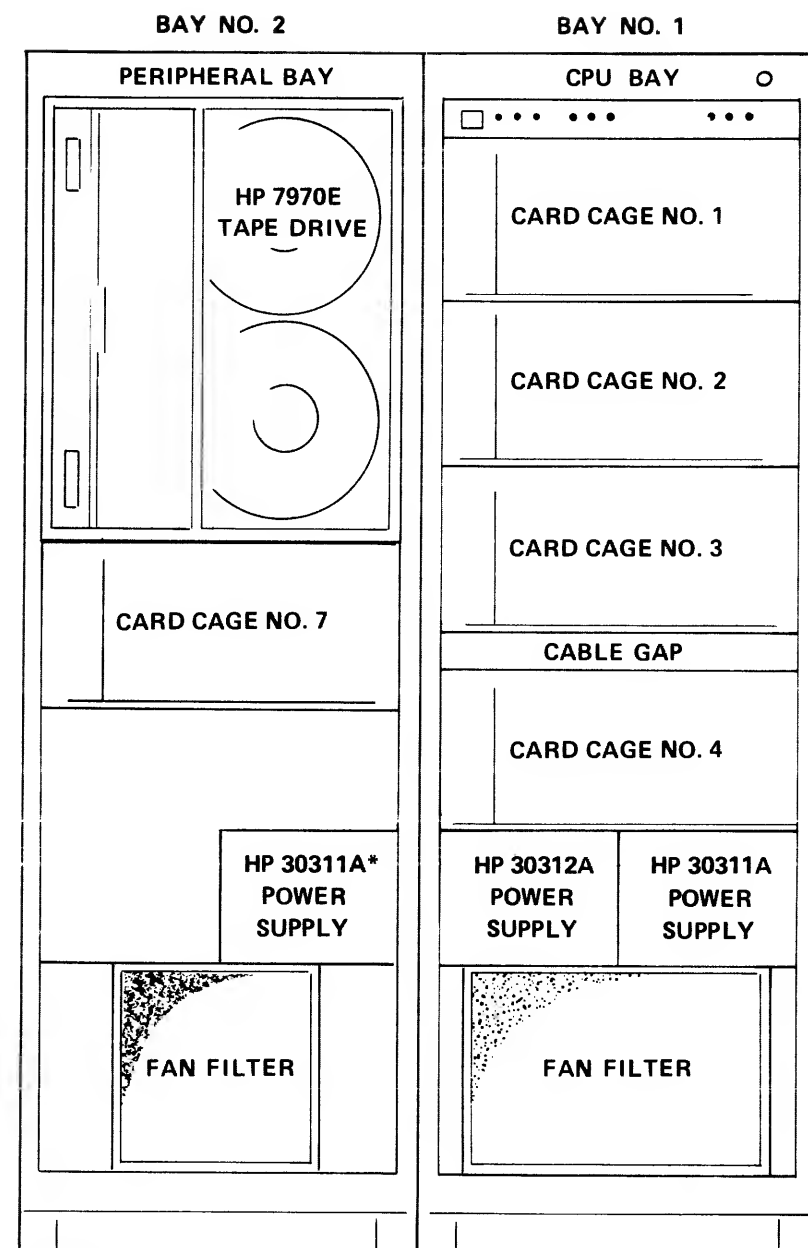 BAY NO. 2
BAY NO. 1
PERIPHERAL BAY
CPU BAY
HP 7970E
TAPE DRIVE
CARD CAGE NO. 1
CARD CAGE NO. 2
CARD CAGE NO. 3
CARD CAGE NO. 7
CABLE GAP
CARD CAGE NO. 4
HP 30311A*
POWER
SUPPLY
HP 30312A
POWER
SUPPLY
HP 30311A
POWER
SUPPLY
FAN FILTER
FAN FILTER